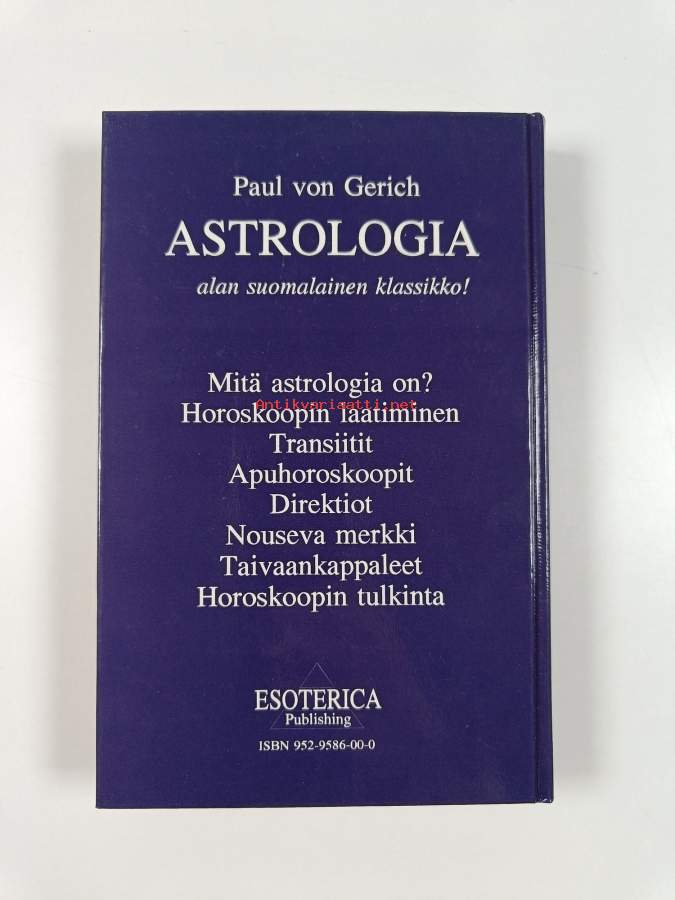 Paul von Gerich
ASTROLOGIA
alan suomalainen klassikko!
Mitä astrologia on?
Antikvariaatti.net
Horoskoopin laatiminen
Transiitit
Apuhoroskoopit
Direktiot
Nouseva merkki
Taivaankappaleet
Horoskoopin tulkinta
ESOTERICA
Publishing
ISBN 952-9586-00-0